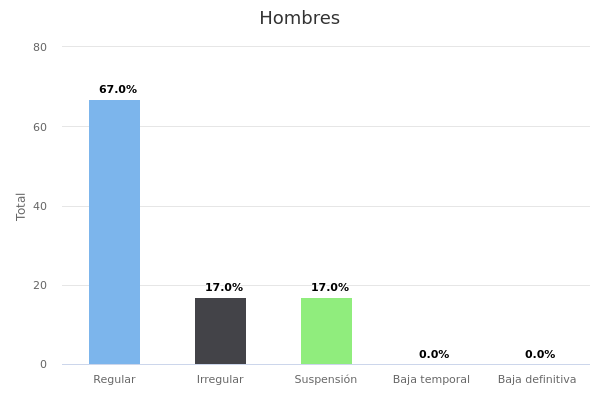 Hombres
Total
80
60
40
20
0
67.0%
17.0%
17.0%
0.0%
0.0%
Regular
Irregular
Suspensión
Baja temporal
Baja definitiva